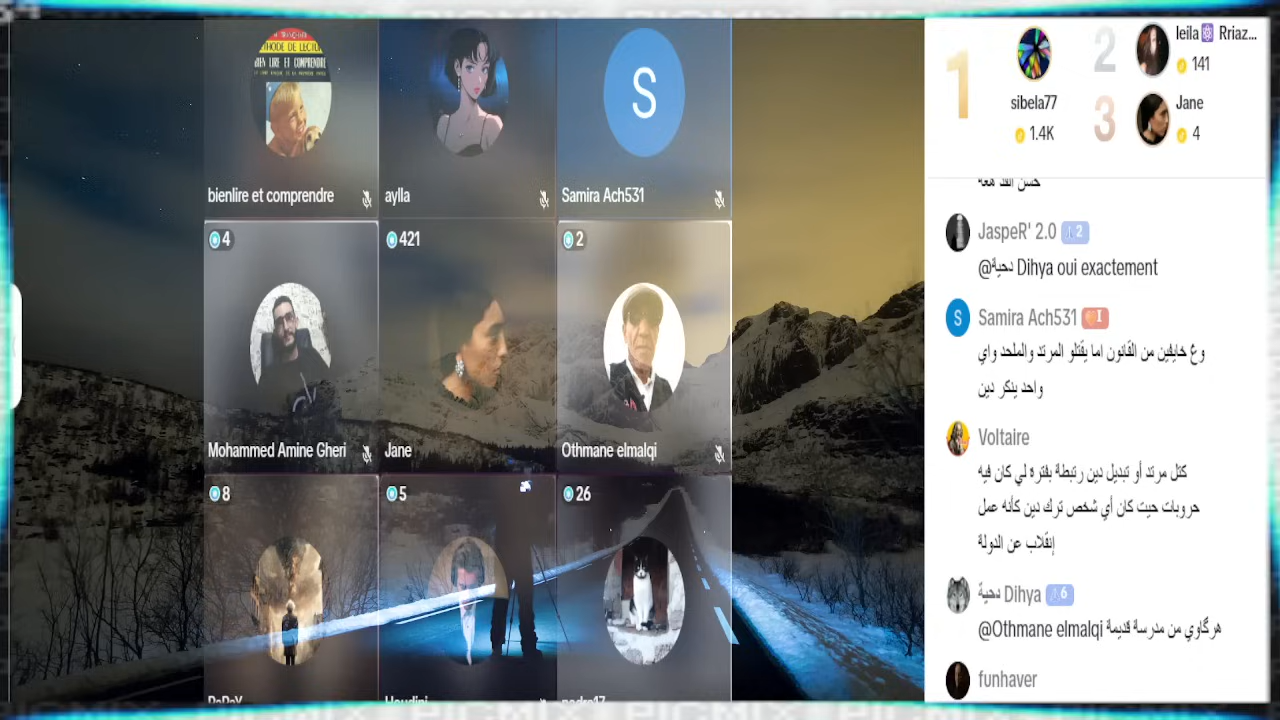 bienlire et comprendre
aylla
S
Samira Ach531
4
421
2
Mohammed Amine Gheri
Jane
Othmane elmalqi
8
5
26
1
sibela77
1.4K
2
leila Rriaz...
141
3
Jane
4
JaspeR' 2.0 2
@دحية Dihya oui exactement
S
Samira Ach531 I
وع خايفين من القانون اما يقتلو المرتد والملحد واي
واحد ينكر دين
Voltaire
كتل مرتد أو تبديل دين رتبطة بفتره لي كان فيه
حروبات حيت كان أي شخص ترك دين كأنه عمل
إنقلاب عن الدولة
دحية Dihya 6
@Othmane elmalqi هرگاوي من مدرسة قديمة
funhaver